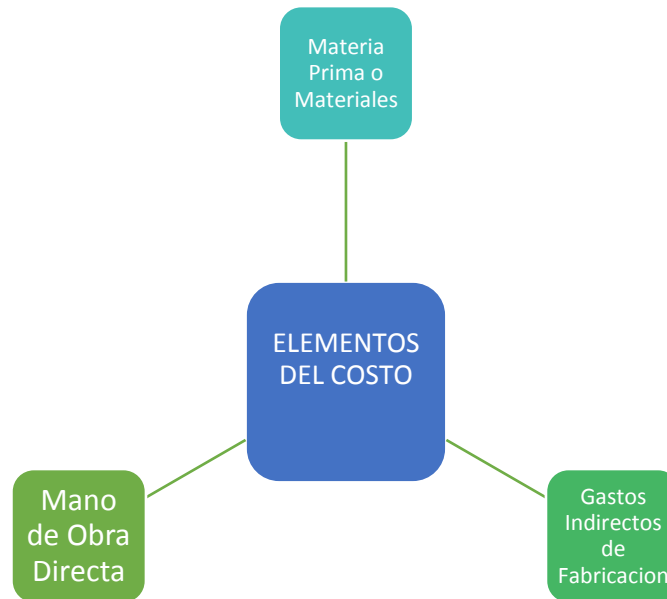 Materia
Prima o
Materiales
ELEMENTOS
DEL COSTO
Mano
de Obra
Directa
Gastos
Indirectos
de
Fabricacion